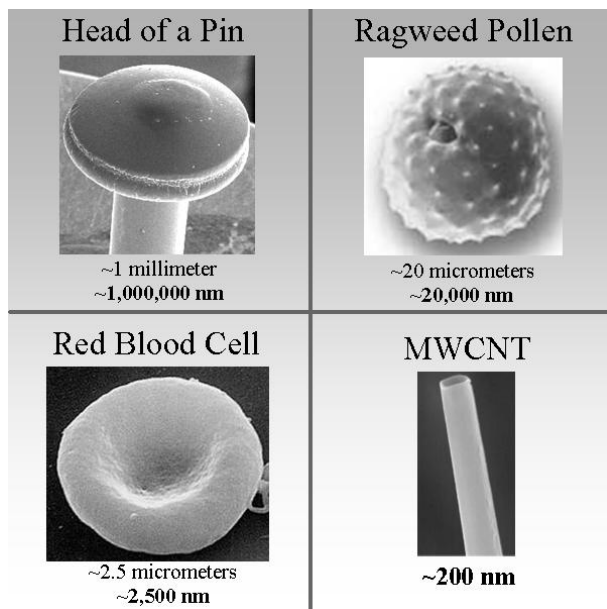 Head of a Pin
~1 millimeter
~1,000,000 nm
Ragweed Pollen
~20 micrometers
~20,000 nm
Red Blood Cell
~2.5 micrometers
~2,500 nm
MWCNT
~200 nm